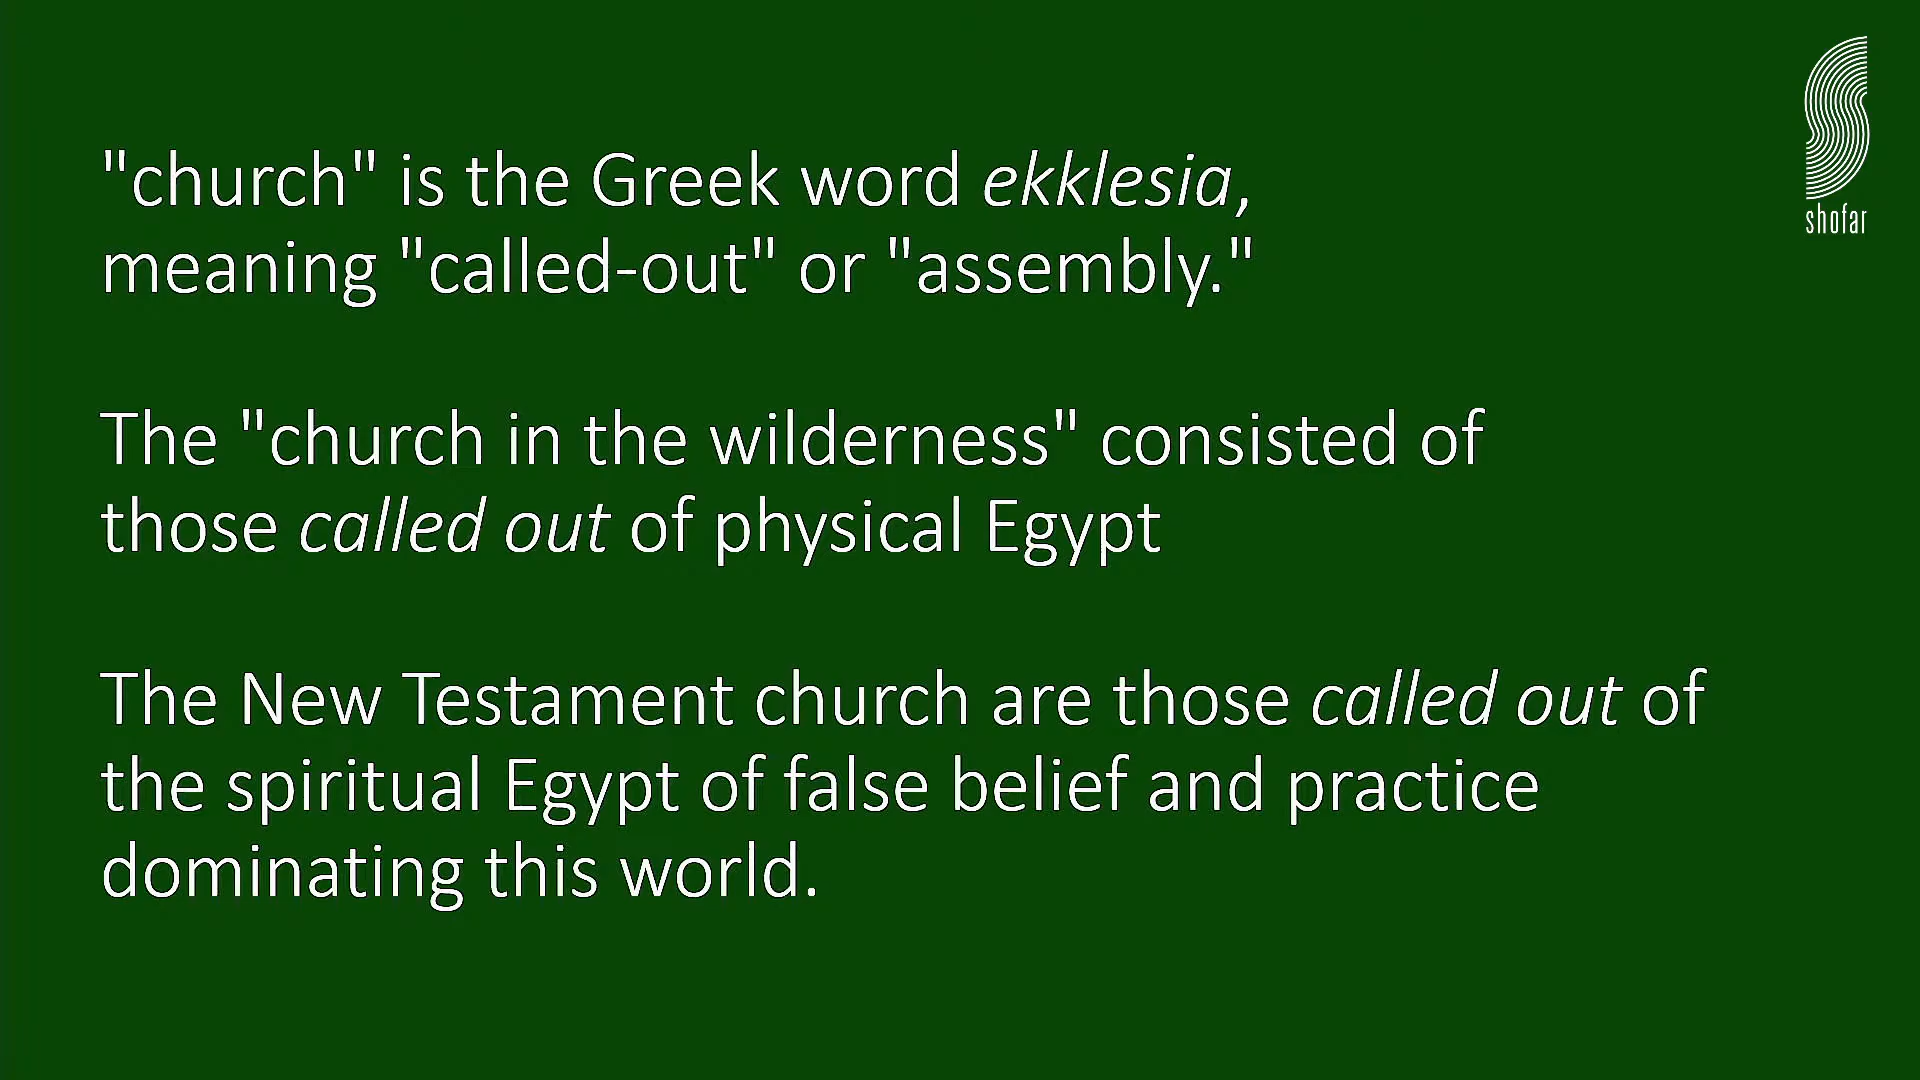 "church" is the Greek word ekklesia,
meaning "called-out" or "assembly."
The "church in the wilderness" consisted of
those called out of physical Egypt
The New Testament church are those called out of
the spiritual Egypt of false belief and practice
dominating this world.
shofar